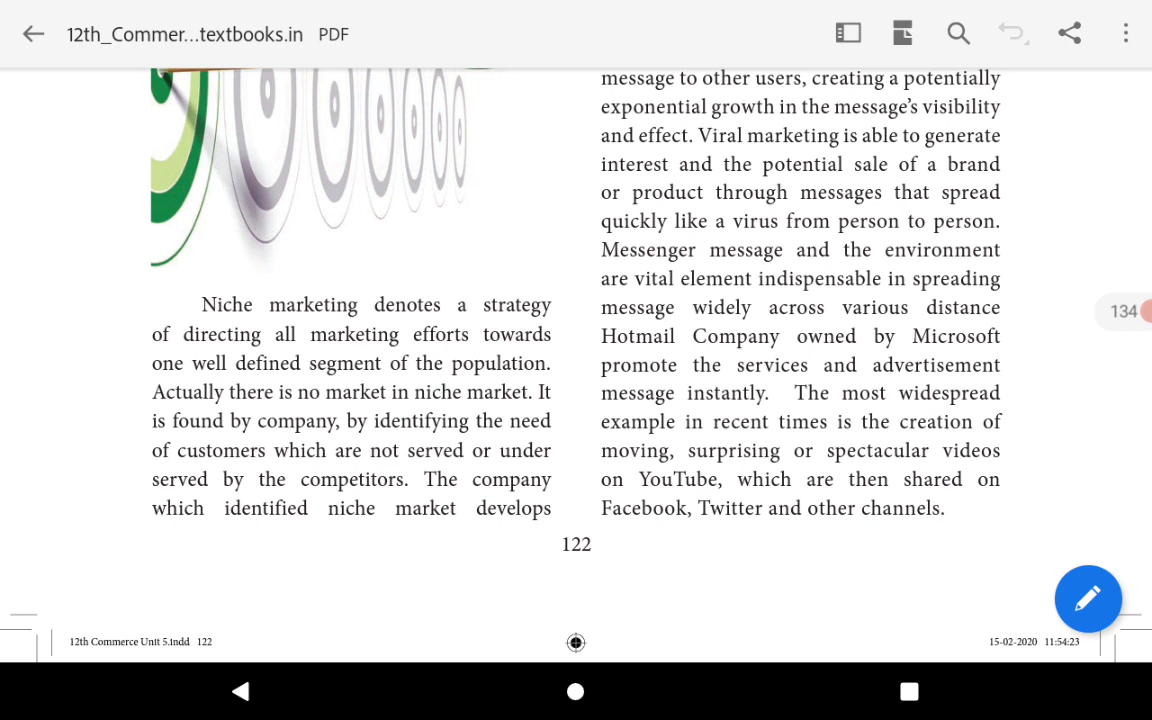 12th_Commer...textbooks.in PDF
Niche marketing denotes a strategy
of directing all marketing efforts towards
one well defined segment of the population.
Actually there is no market in niche market. It
is found by company, by identifying the need
of customers which are not served or under
served by the competitors. The company
which identified niche market develops
message to other users, creating a potentially
exponential growth in the message’s visibility
and effect. Viral marketing is able to generate
interest and the potential sale of a brand
or product through messages that spread
quickly like a virus from person to person.
Messenger message and the environment
are vital element indispensable in spreading
message widely across various distance
Hotmail Company owned by Microsoft
promote the services and advertisement
message instantly. The most widespread
example in recent times is the creation of
moving, surprising or spectacular videos
on YouTube, which are then shared on
Facebook, Twitter and other channels.
134
122
12th Commerce Unit 5.indd 122
15-02-2020 11:54:23